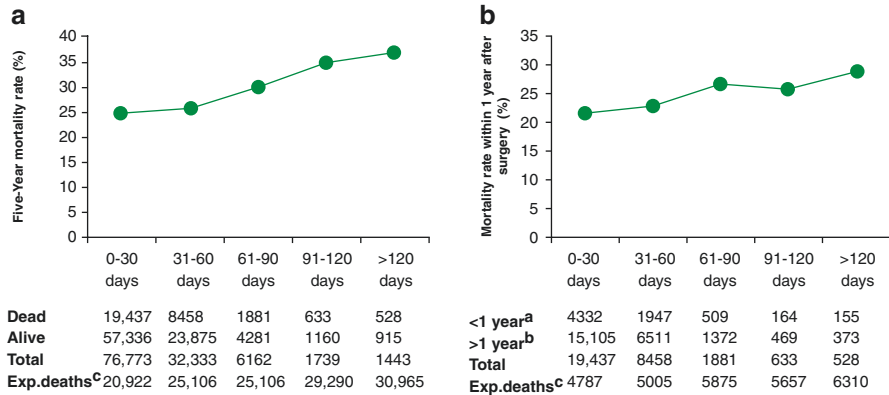 a
Five-Year mortality rate (%)
40
35
30
25
20
15
10
5
0
0-30 days
31-60 days
61-90 days
91-120 days
>120 days
Dead 19,437 8458 1881 633 528
Alive 57,336 23,875 4281 1160 915
Total 76,773 32,333 6162 1739 1443
Exp.deathsc 20,922 25,106 25,106 29,290 30,965
b
Mortality rate within 1 year after
surgery (%)
35
30
25
20
15
10
5
0
0-30 days
31-60 days
61-90 days
91-120 days
>120 days
<1 yeara 4332 1947 509 164 155
>1 yearb 15,105 6511 1372 469 373
Total 19,437 8458 1881 633 528
Exp.deathsc 4787 5005 5875 5657 6310